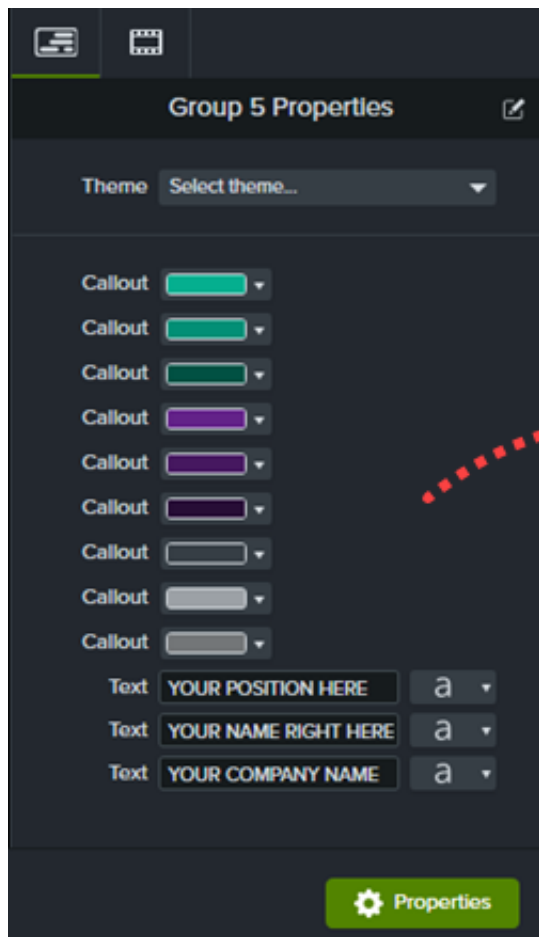 Group 5 Properties
Theme Select theme...
Callout
Callout
Callout
Callout
Callout
Callout
Callout
Callout
Callout
Text YOUR POSITION HERE a
Text YOUR NAME RIGHT HERE a
Text YOUR COMPANY NAME a
Properties